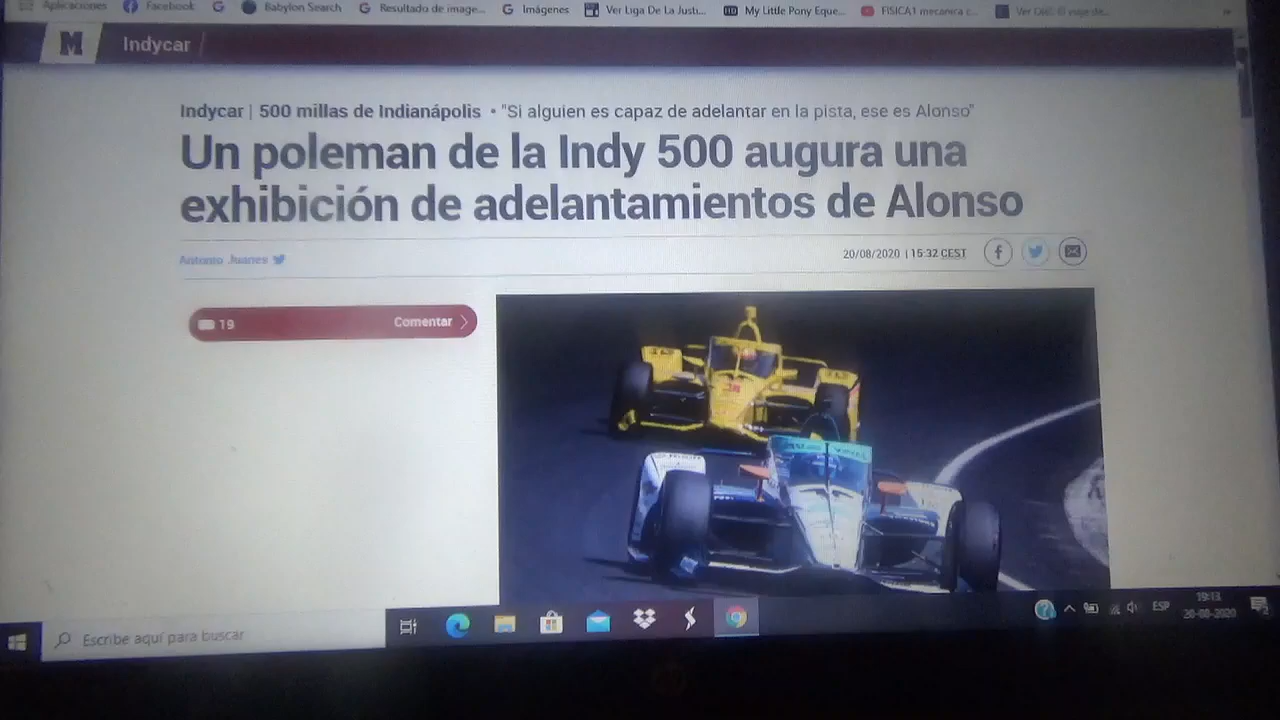 Aplicaciones Facebook Babylon Search Resultado de image... Imágenes Ver Liga De La Just... My Little Pony Eque... FISICA1 mecanica c...
M Indycar
Indycar | 500 millas de Indianápolis • "Si alguien es capaz de adelantar en la pista, ese es Alonso"
Un poleman de la Indy 500 augura una
exhibición de adelantamientos de Alonso
Antonio Juanes
20/08/2020 | 15:32 CEST
19 Comentar
Escribe aquí para buscar
ESP
19:13
20-08-2020